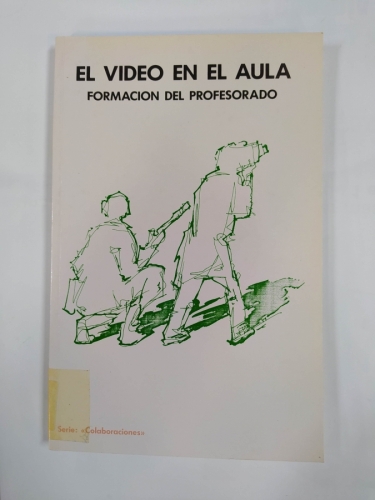 EL VIDEO EN EL AULA
FORMACION DEL PROFESORADO
Serie: «Colaboraciones»